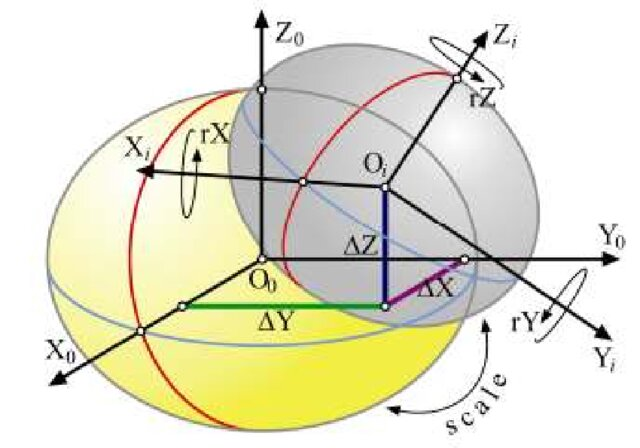 Z₀
Zᵢ
rZ
rX
Xᵢ
Oᵢ
ΔZ
Y₀
O₀
ΔX
ΔY
rY
X₀
Yᵢ
scale